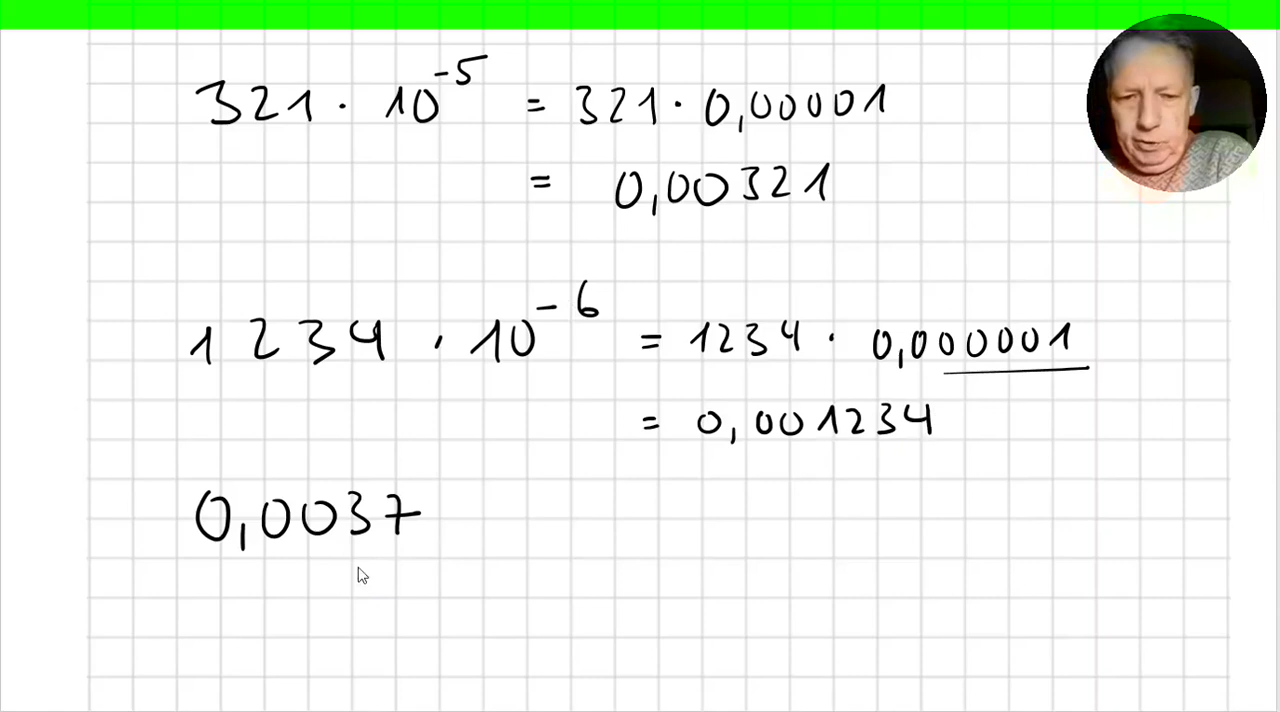 321 · 10⁻⁵ = 321 · 0,00001
= 0,00321
1234 · 10⁻⁶ = 1234 · 0,000001
= 0,001234
0,0037